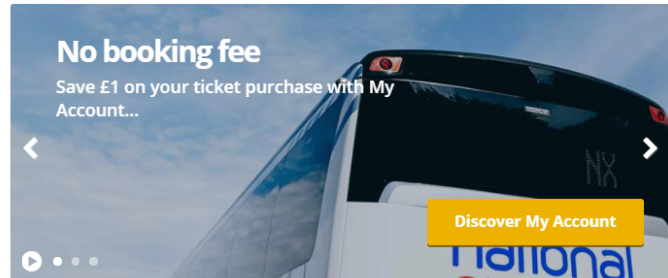 No booking fee
Save £1 on your ticket purchase with My
Account...
NX
Discover My Account
national